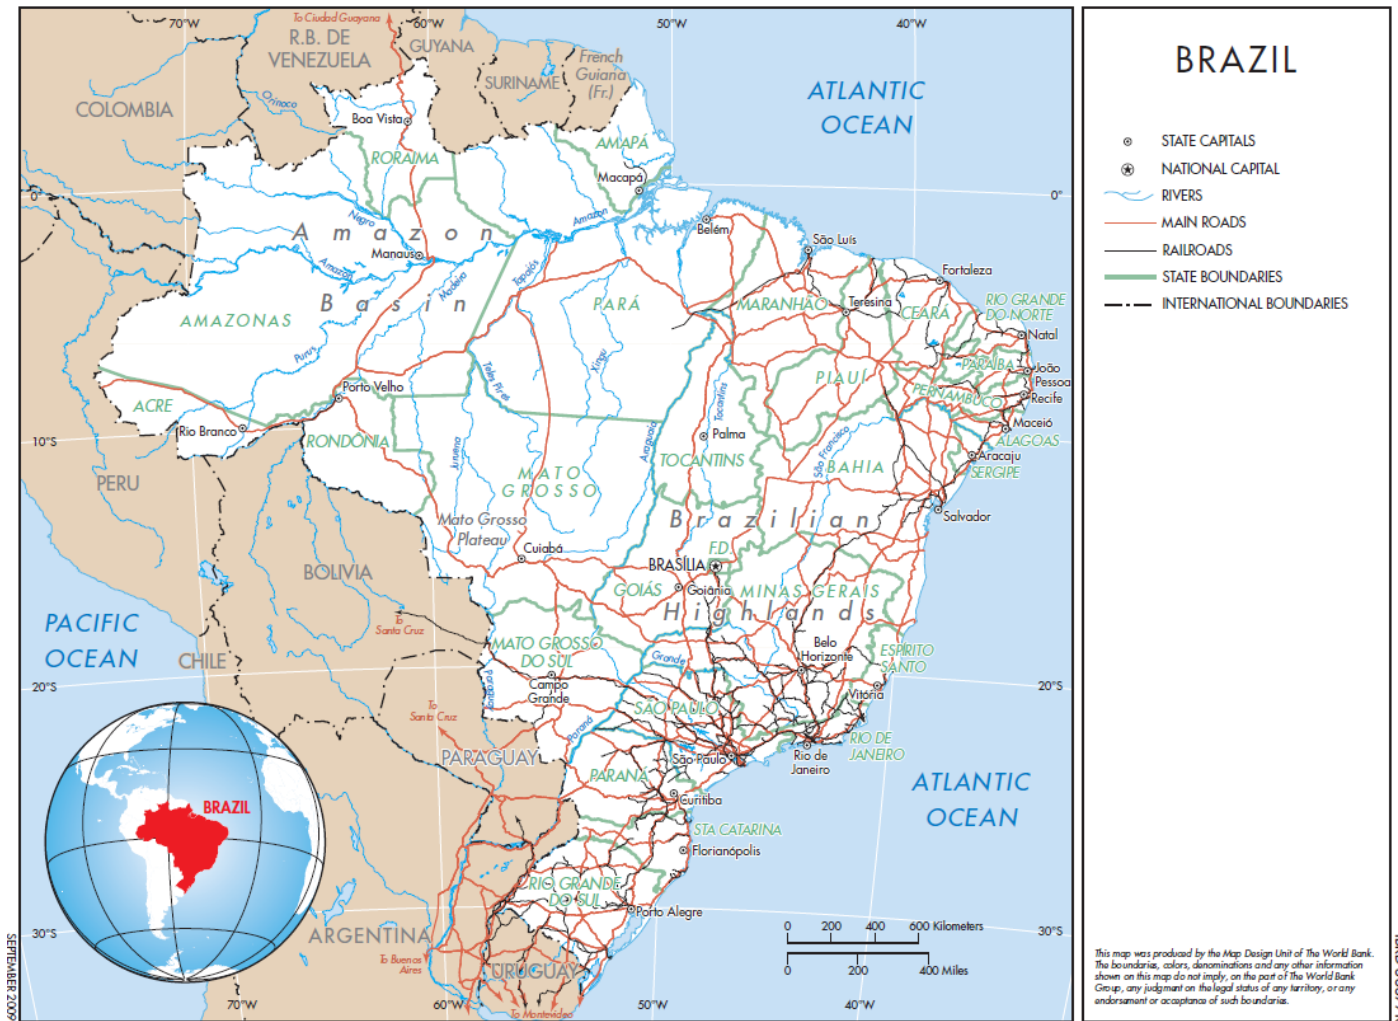 70°W
60°W
50°W
40°W
To Ciudad Guayana
R.B. DE
VENEZUELA
GUYANA
SURINAME
French
Guiana
(Fr.)
COLOMBIA
Orinoco
Boa Vista
RORAIMA
AMAPÁ
Macapá
ATLANTIC
OCEAN
0°
0°
Negro
Amazon
Belém
Amazon
Manaus
Amazon
Madeira
Tapajós
São Luís
Fortaleza
Basin
PARÁ
MARANHÃO
Teresina
CEARÁ
RIO GRANDE
DO NORTE
AMAZONAS
Natal
Purus
Xingu
Teles Pires
PARAÍBA
João
Pessoa
PIAUÍ
PERNAMBUCO
Recife
Porto Velho
Tocantins
ACRE
Rio Branco
RONDÔNIA
Juruena
Araguaia
Palma
São Francisco
Maceió
ALAGOAS
10°S
10°S
TOCANTINS
BAHIA
Aracaju
SERGIPE
PERU
MATO
GROSSO
Brazilian
Salvador
Mato Grosso
Plateau
Cuiabá
F.D.
BRASÍLIA
BOLIVIA
GOIÁS
Goiânia
MINAS GERAIS
Highlands
PACIFIC
OCEAN
To
Santa Cruz
MATO GROSSO
DO SUL
Belo
Horizonte
ESPÍRITO
SANTO
CHILE
Grande
20°S
20°S
Paraguai
Campo
Grande
Vitória
To
Santa Cruz
SÃO PAULO
Paraná
RIO DE
JANEIRO
PARAGUAY
São Paulo
Rio de
Janeiro
PARANÁ
ATLANTIC
OCEAN
Curitiba
BRAZIL
STA CATARINA
Florianópolis
RIO GRANDE
DO SUL
Porto Alegre
ARGENTINA
30°S
30°S
To Buenos
Aires
URUGUAY
To Montevideo
0 200 400 600 Kilometers
0 200 400 Miles
70°W
60°W
50°W
40°W
SEPTEMBER 2009
BRAZIL
STATE CAPITALS
NATIONAL CAPITAL
RIVERS
MAIN ROADS
RAILROADS
STATE BOUNDARIES
INTERNATIONAL BOUNDARIES
This map was produced by the Map Design Unit of The World Bank.
The boundaries, colors, denominations and any other information
shown on this map do not imply, on the part of The World Bank
Group, any judgment on the legal status of any territory, or any
endorsement or acceptance of such boundaries.